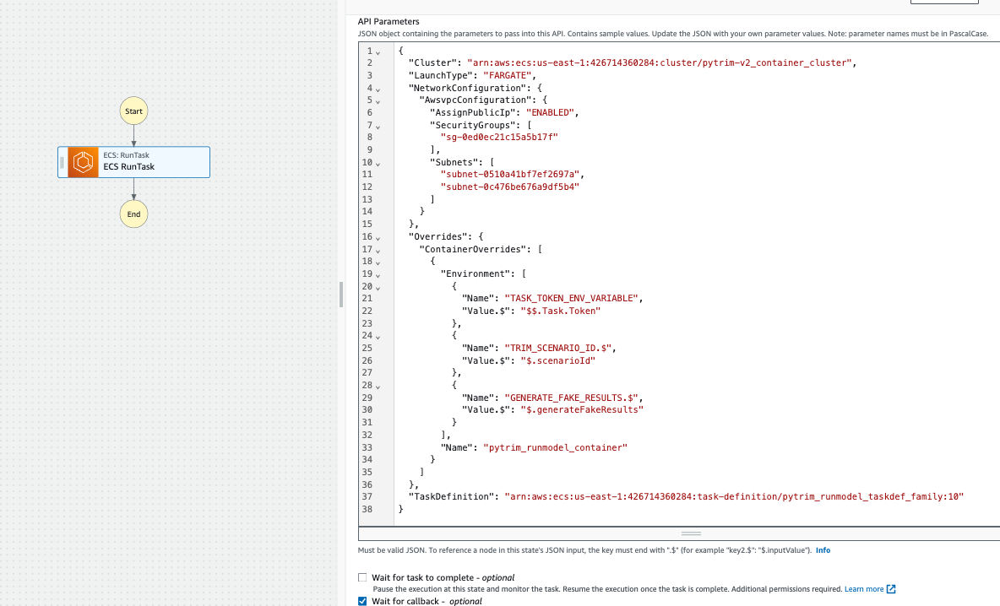 Start
ECS: RunTask
ECS RunTask
End
API Parameters
JSON object containing the parameters to pass into this API. Contains sample values. Update the JSON with your own parameter values. Note: parameter names must be in PascalCase.
1 {
2 "Cluster": "arn:aws:ecs:us-east-1:426714360284:cluster/pytrim-v2_container_cluster",
3 "LaunchType": "FARGATE",
4 "NetworkConfiguration": {
5 "AwsvpcConfiguration": {
6 "AssignPublicIp": "ENABLED",
7 "SecurityGroups": [
8 "sg-0ed0ec21c15a5b17f"
9 ],
10 "Subnets": [
11 "subnet-0510a41bf7ef2697a",
12 "subnet-0c476be676a9df5b4"
13 ]
14 }
15 },
16 "Overrides": {
17 "ContainerOverrides": [
18 {
19 "Environment": [
20 {
21 "Name": "TASK_TOKEN_ENV_VARIABLE",
22 "Value.$": "$$.Task.Token"
23 },
24 {
25 "Name": "TRIM_SCENARIO_ID.$",
26 "Value.$": "$.scenarioId"
27 },
28 {
29 "Name": "GENERATE_FAKE_RESULTS.$",
30 "Value.$": "$.generateFakeResults"
31 }
32 ],
33 "Name": "pytrim_runmodel_container"
34 }
35 ]
36 },
37 "TaskDefinition": "arn:aws:ecs:us-east-1:426714360284:task-definition/pytrim_runmodel_taskdef_family:10"
38 }
Must be valid JSON. To reference a node in this state's JSON input, the key must end with ".$" (for example "key2.$": "$.inputValue"). Info
Wait for task to complete - optional
Pause the execution at this state and monitor the task. Resume the execution once the task is complete. Additional permissions required. Learn more
Wait for callback - optional